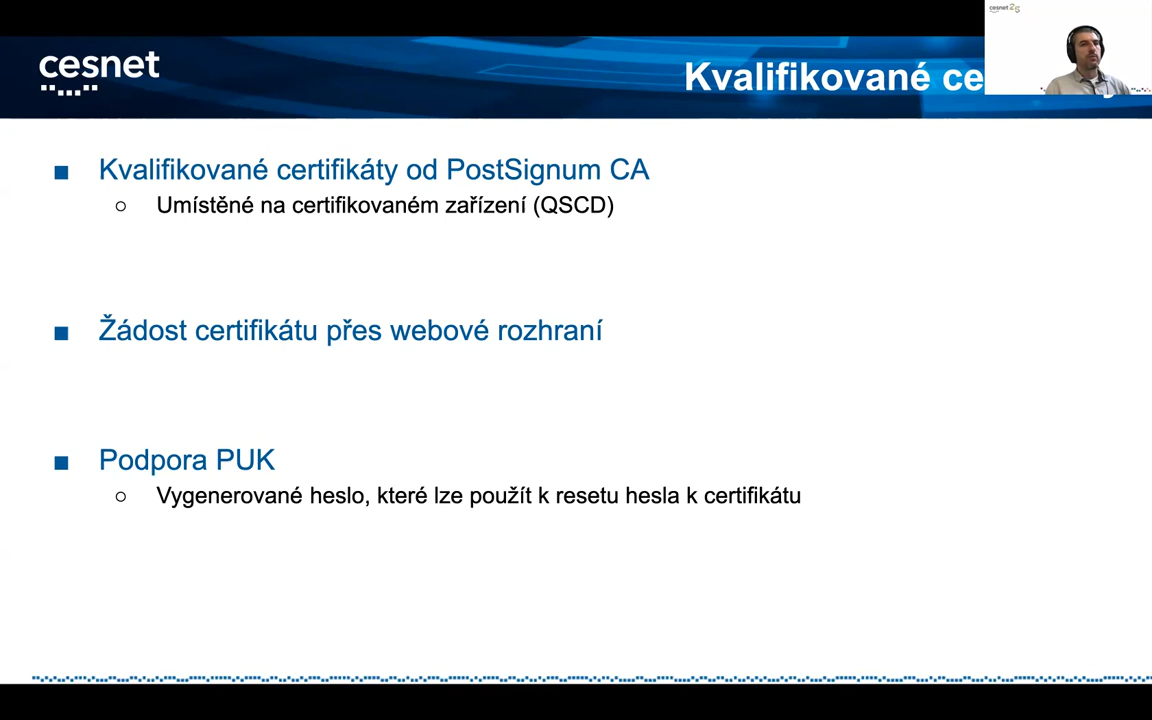 cesnet
cesnet
Kvalifikované
Kvalifikované certifikáty od PostSignum CA
Umístěné na certifikovaném zařízení (QSCD)
Žádost certifikátu přes webové rozhraní
Podpora PUK
Vygenerované heslo, které lze použít k resetu hesla k certifikátu